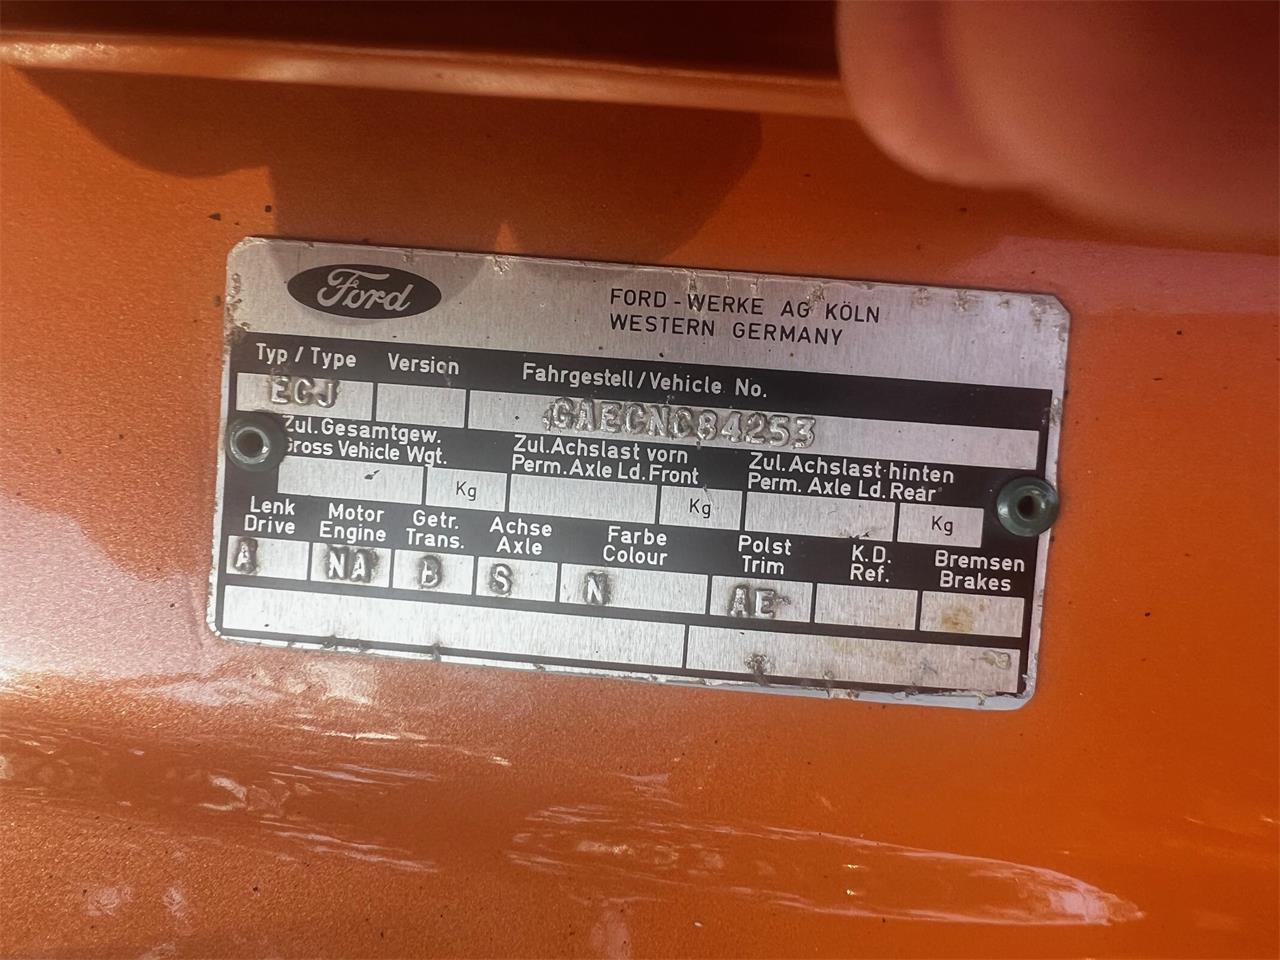 Ford
FORD-WERKE AG KÖLN
WESTERN GERMANY
Typ / Type Version Fahrgestell/Vehicle No.
ECJ GAECNC84253
Zul.Gesamtgew.
Gross Vehicle Wgt.
Kg
Zul.Achslast vorn
Perm.Axle Ld.Front
Kg
Zul.Achslast hinten
Perm. Axle Ld.Rear
Kg
Lenk Motor Getr. Achse Farbe Polst K.D. Bremsen
Drive Engine Trans. Axle Colour Trim Ref. Brakes
A NA B S N AE